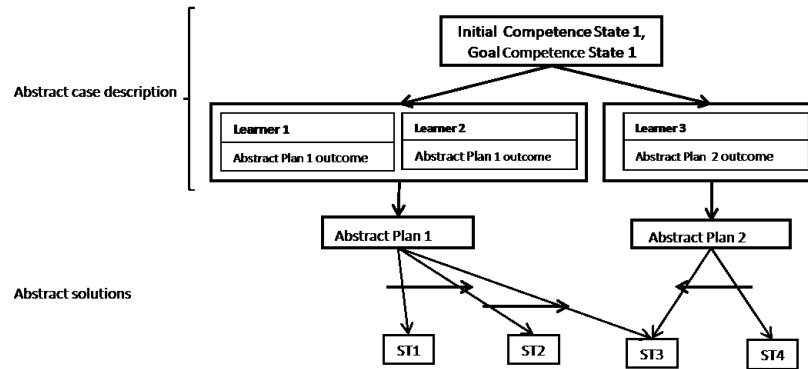 Initial Competence State 1,
Goal Competence State 1
Abstract case description
Learner 1
Abstract Plan 1 outcome
Learner 2
Abstract Plan 1 outcome
Learner 3
Abstract Plan 2 outcome
Abstract Plan 1
Abstract Plan 2
Abstract solutions
ST1
ST2
ST3
ST4